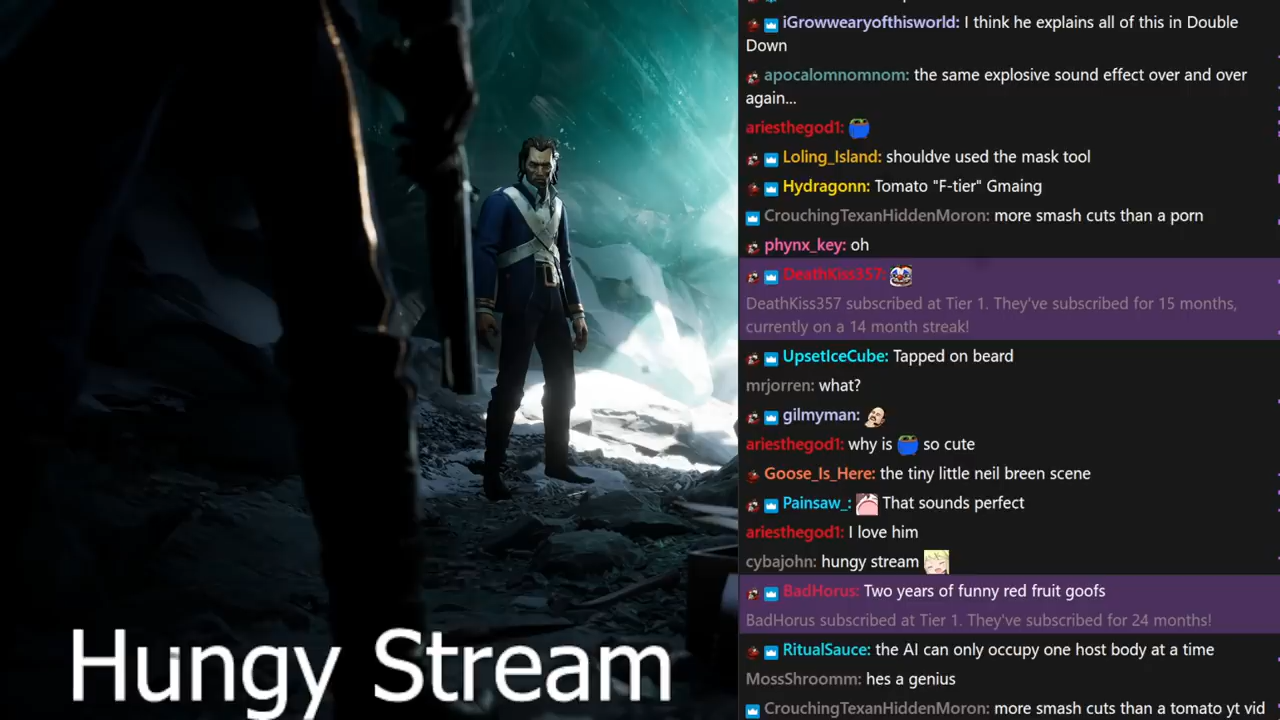 iGrowwearyofthisworld: I think he explains all of this in Double
Down
apocalomnomnom: the same explosive sound effect over and over
again...
ariesthegod1:
Loling_Island: shouldve used the mask tool
Hydragonn: Tomato "F-tier" Gmaing
CrouchingTexanHiddenMoron: more smash cuts than a porn
phynx_key: oh
DeathKiss357:
DeathKiss357 subscribed at Tier 1. They've subscribed for 15 months,
currently on a 14 month streak!
UpsetIceCube: Tapped on beard
mrjorren: what?
gilmyman:
ariesthegod1: why is so cute
Goose_Is_Here: the tiny little neil breen scene
Painsaw_: That sounds perfect
ariesthegod1: I love him
cybajohn: hungy stream
BadHorus: Two years of funny red fruit goofs
BadHorus subscribed at Tier 1. They've subscribed for 24 months!
RitualSauce: the AI can only occupy one host body at a time
MossShroomm: hes a genius
CrouchingTexanHiddenMoron: more smash cuts than a tomato yt vid
Hungy Stream